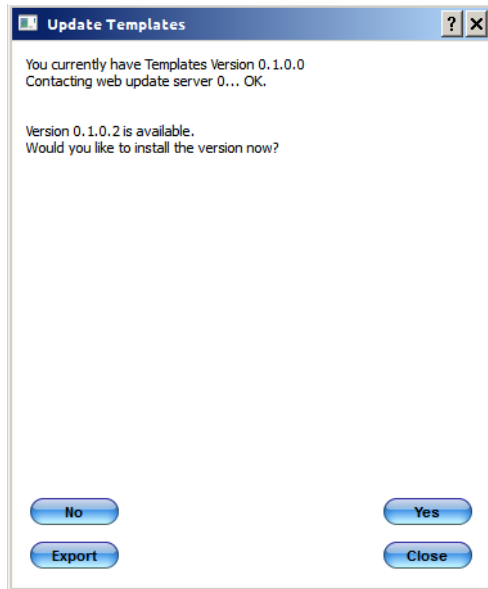 Update Templates
? X
You currently have Templates Version 0.1.0.0
Contacting web update server 0... OK.
Version 0.1.0.2 is available.
Would you like to install the version now?
No Yes
Export Close